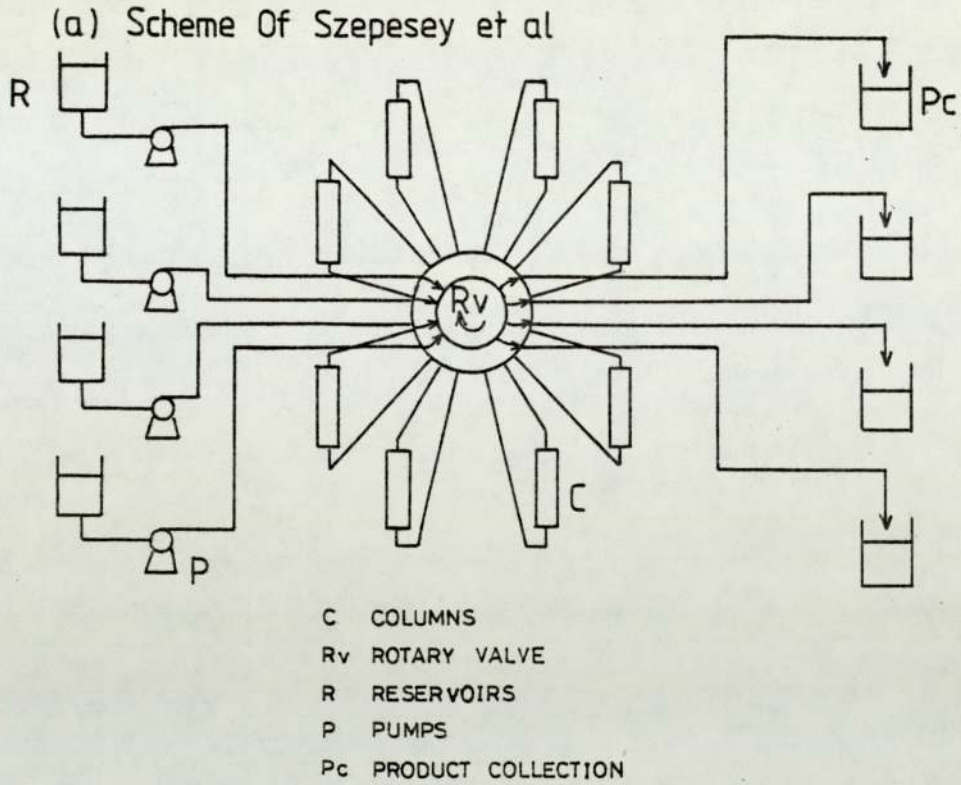 (a) Scheme Of Szepesey et al
R
Pc
Rv
C
P
C COLUMNS
Rv ROTARY VALVE
R RESERVOIRS
P PUMPS
Pc PRODUCT COLLECTION